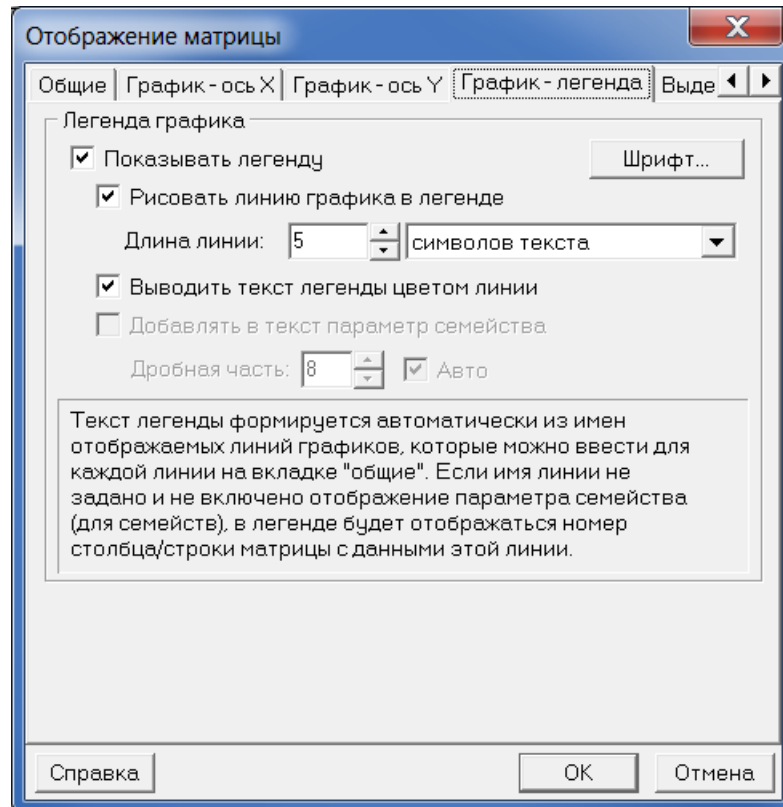 Отображение матрицы
Общие График - ось X График - ось Y График - легенда Выде
Легенда графика
Показывать легенду Шрифт...
Рисовать линию графика в легенде
Длина линии: 5 символов текста
Выводить текст легенды цветом линии
Добавлять в текст параметр семейства
Дробная часть: 8 Авто
Текст легенды формируется автоматически из имен
отображаемых линий графиков, которые можно ввести для
каждой линии на вкладке "общие". Если имя линии не
задано и не включено отображение параметра семейства
(для семейств), в легенде будет отображаться номер
столбца/строки матрицы с данными этой линии.
Справка OK Отмена